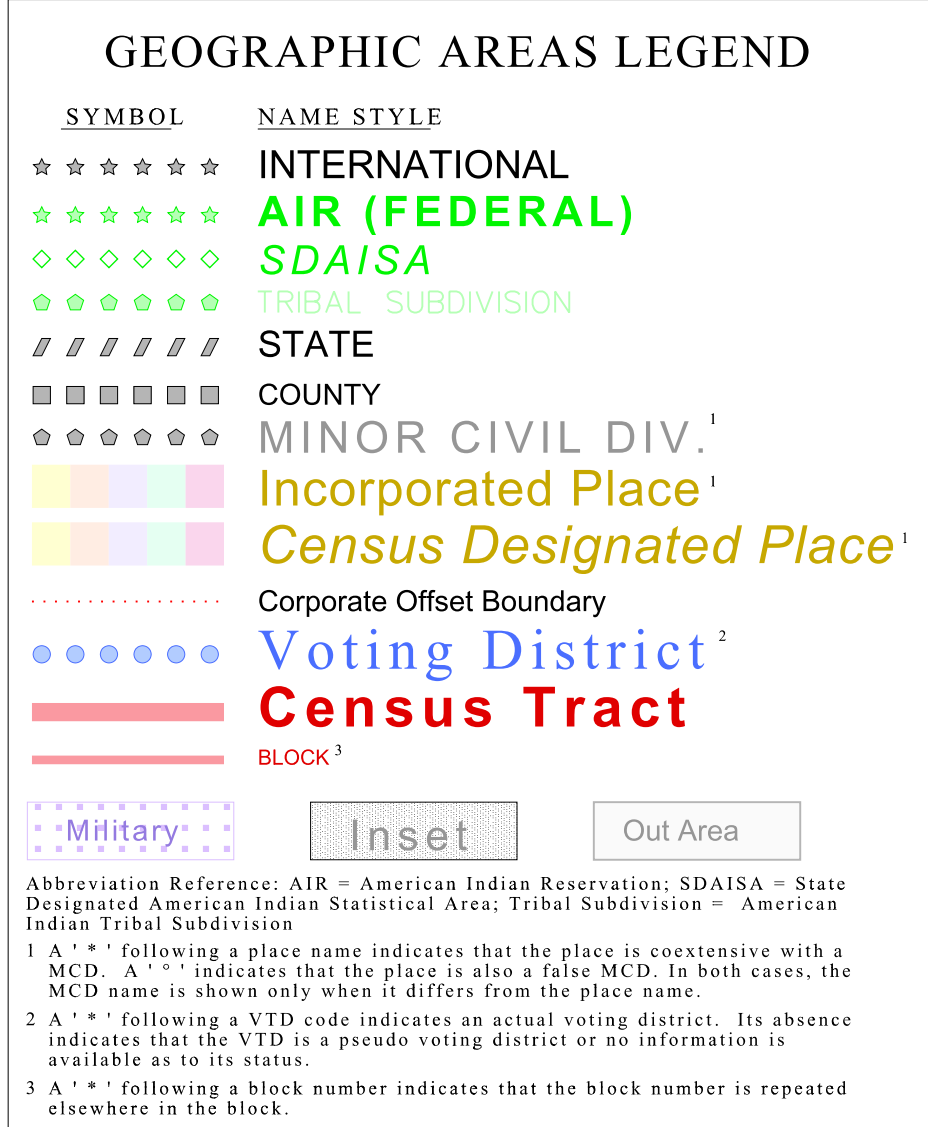 GEOGRAPHIC AREAS LEGEND
SYMBOL NAME STYLE
INTERNATIONAL
AIR (FEDERAL)
SDAISA
TRIBAL SUBDIVISION
STATE
COUNTY
MINOR CIVIL DIV. 1
Incorporated Place 1
Census Designated Place 1
Corporate Offset Boundary
Voting District 2
Census Tract
BLOCK 3
Military Inset Out Area
Abbreviation Reference: AIR = American Indian Reservation; SDAISA = State
Designated American Indian Statistical Area; Tribal Subdivision = American
Indian Tribal Subdivision
1 A ' * ' following a place name indicates that the place is coextensive with a
MCD. A ' ° ' indicates that the place is also a false MCD. In both cases, the
MCD name is shown only when it differs from the place name.
2 A ' * ' following a VTD code indicates an actual voting district. Its absence
indicates that the VTD is a pseudo voting district or no information is
available as to its status.
3 A ' * ' following a block number indicates that the block number is repeated
elsewhere in the block.